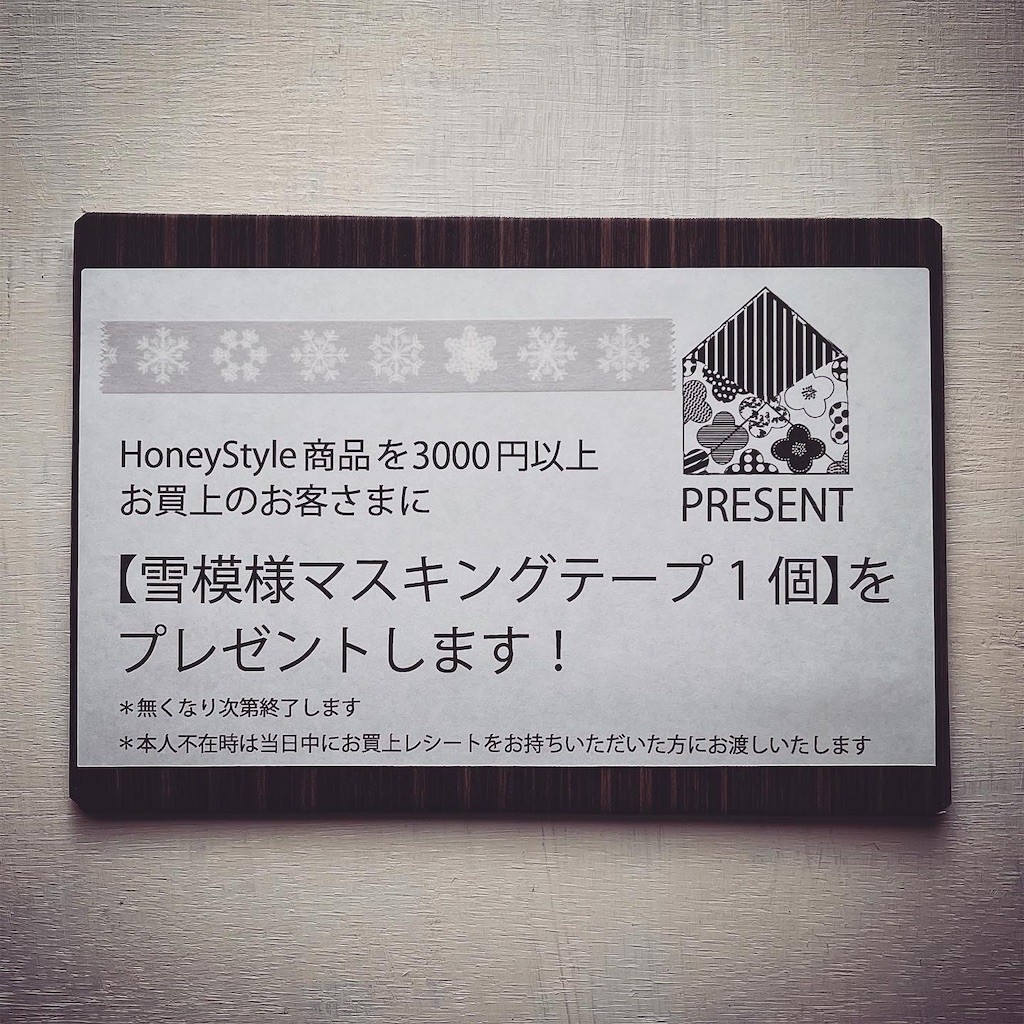 HoneyStyle商品を3000円以上
お買上のお客さまに
PRESENT
【雪模様マスキングテープ1個】を
プレゼントします！
＊無くなり次第終了します
＊本人不在時は当日中にお買上レシートをお持ちいただいた方にお渡しいたします